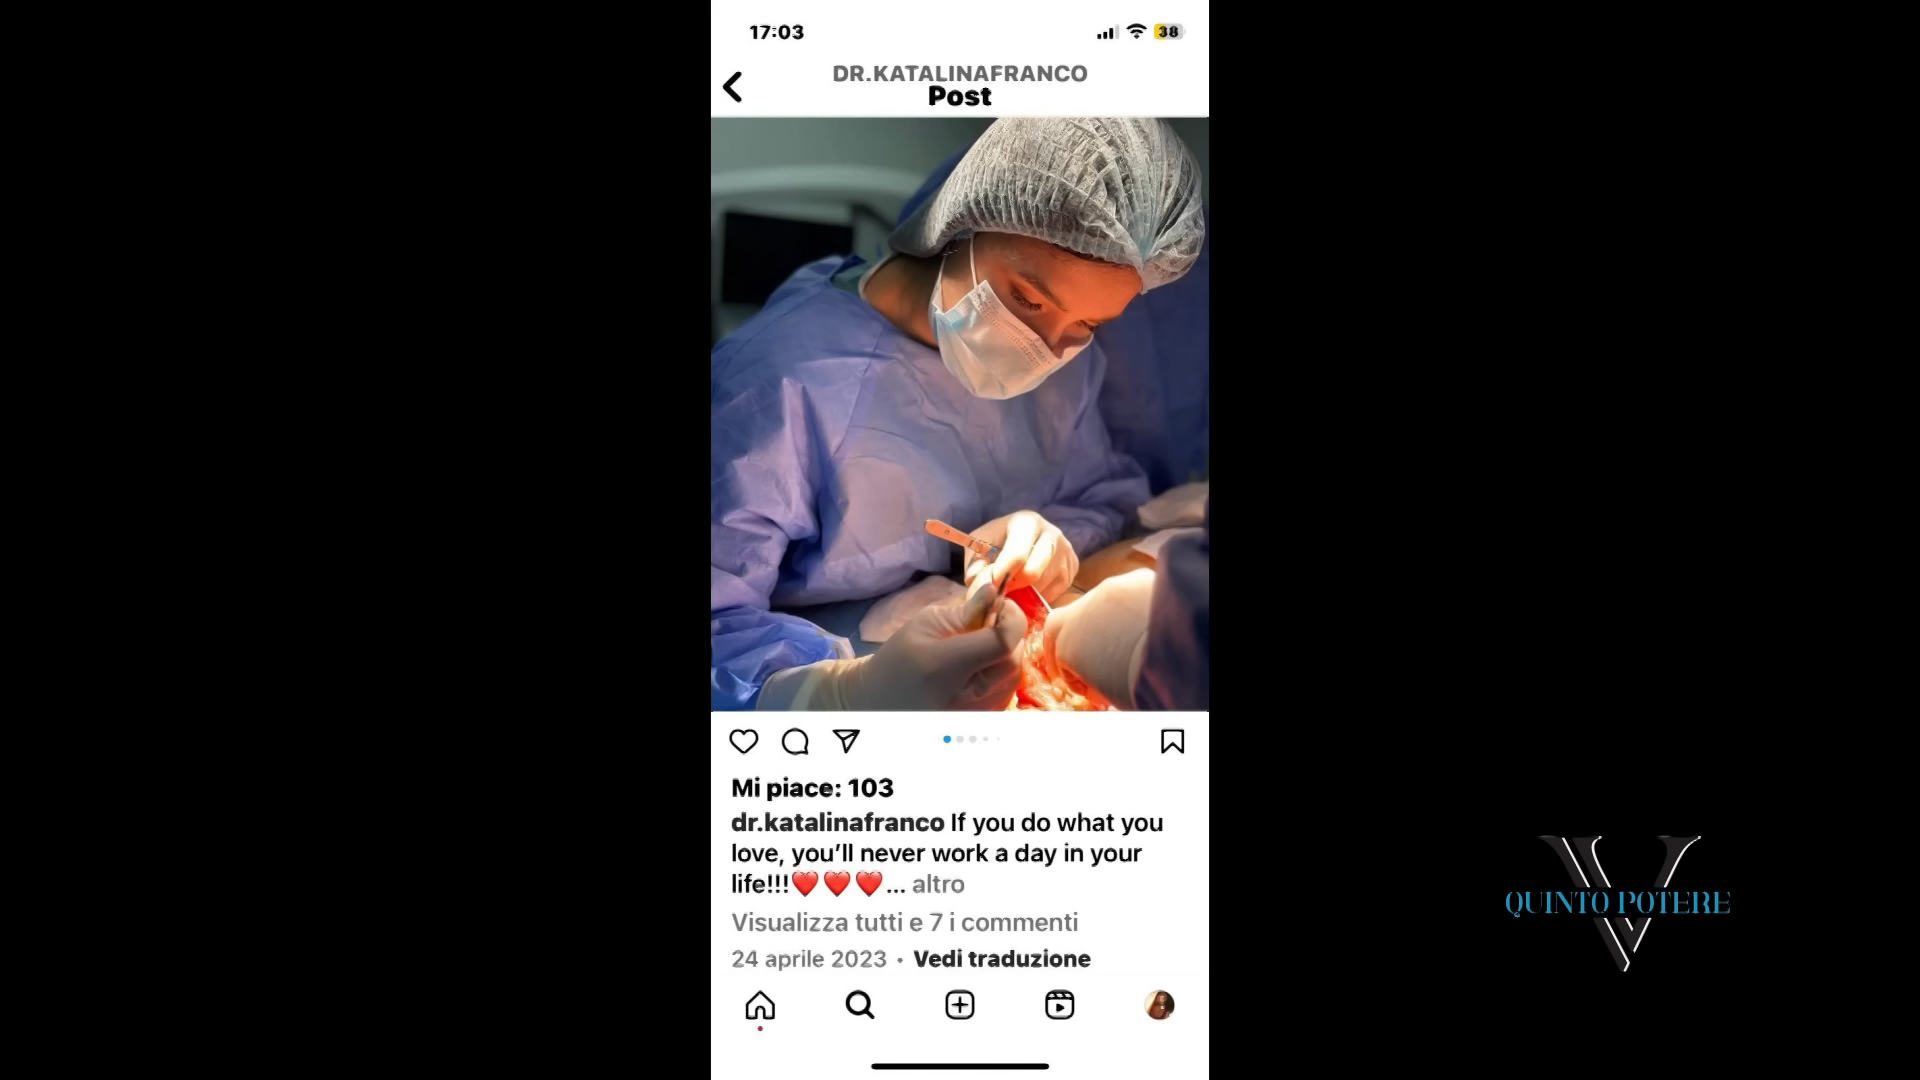 17:03
38
DR.KATALINAFRANCO
Post
Mi piace: 103
dr.katalinafranco If you do what you
love, you'll never work a day in your
life!!!❤️❤️❤️... altro
Visualizza tutti e 7 i commenti
24 aprile 2023 • Vedi traduzione
V
QUINTO POTERE